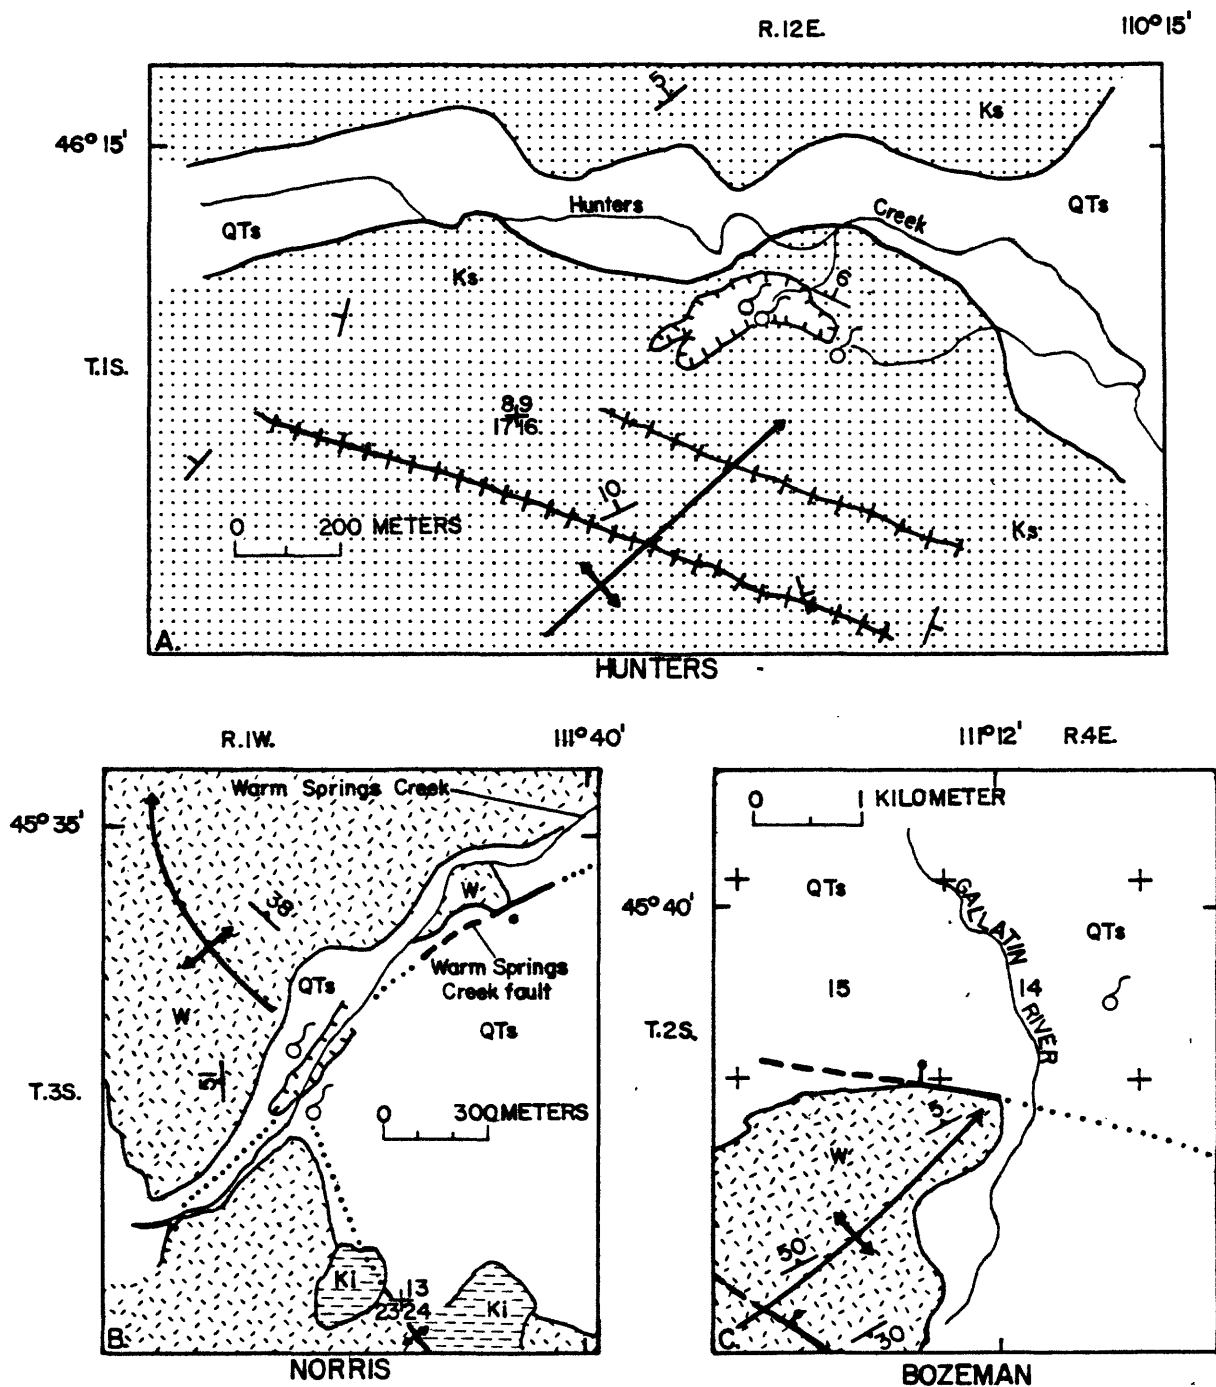 R.12E. 110°15'
5
Ks
46°15'
Hunters
Creek
QTs
QTs
Ks
6
T.1S.
8 9
17 16
10
0 200 METERS
Ks
A.
HUNTERS
R.1W. 111°40'
Warm Springs Creek
45°35'
38
W
Warm Springs
Creek fault
QTs
W
QTs
51
T.3S.
0 300 METERS
Ki
13
23 24
Ki
B.
NORRIS
111°12' R.4E.
0 1 KILOMETER
QTs
45°40'
GALLATIN RIVER
QTs
15
14
T.2S.
5
W
50
30
C.
BOZEMAN